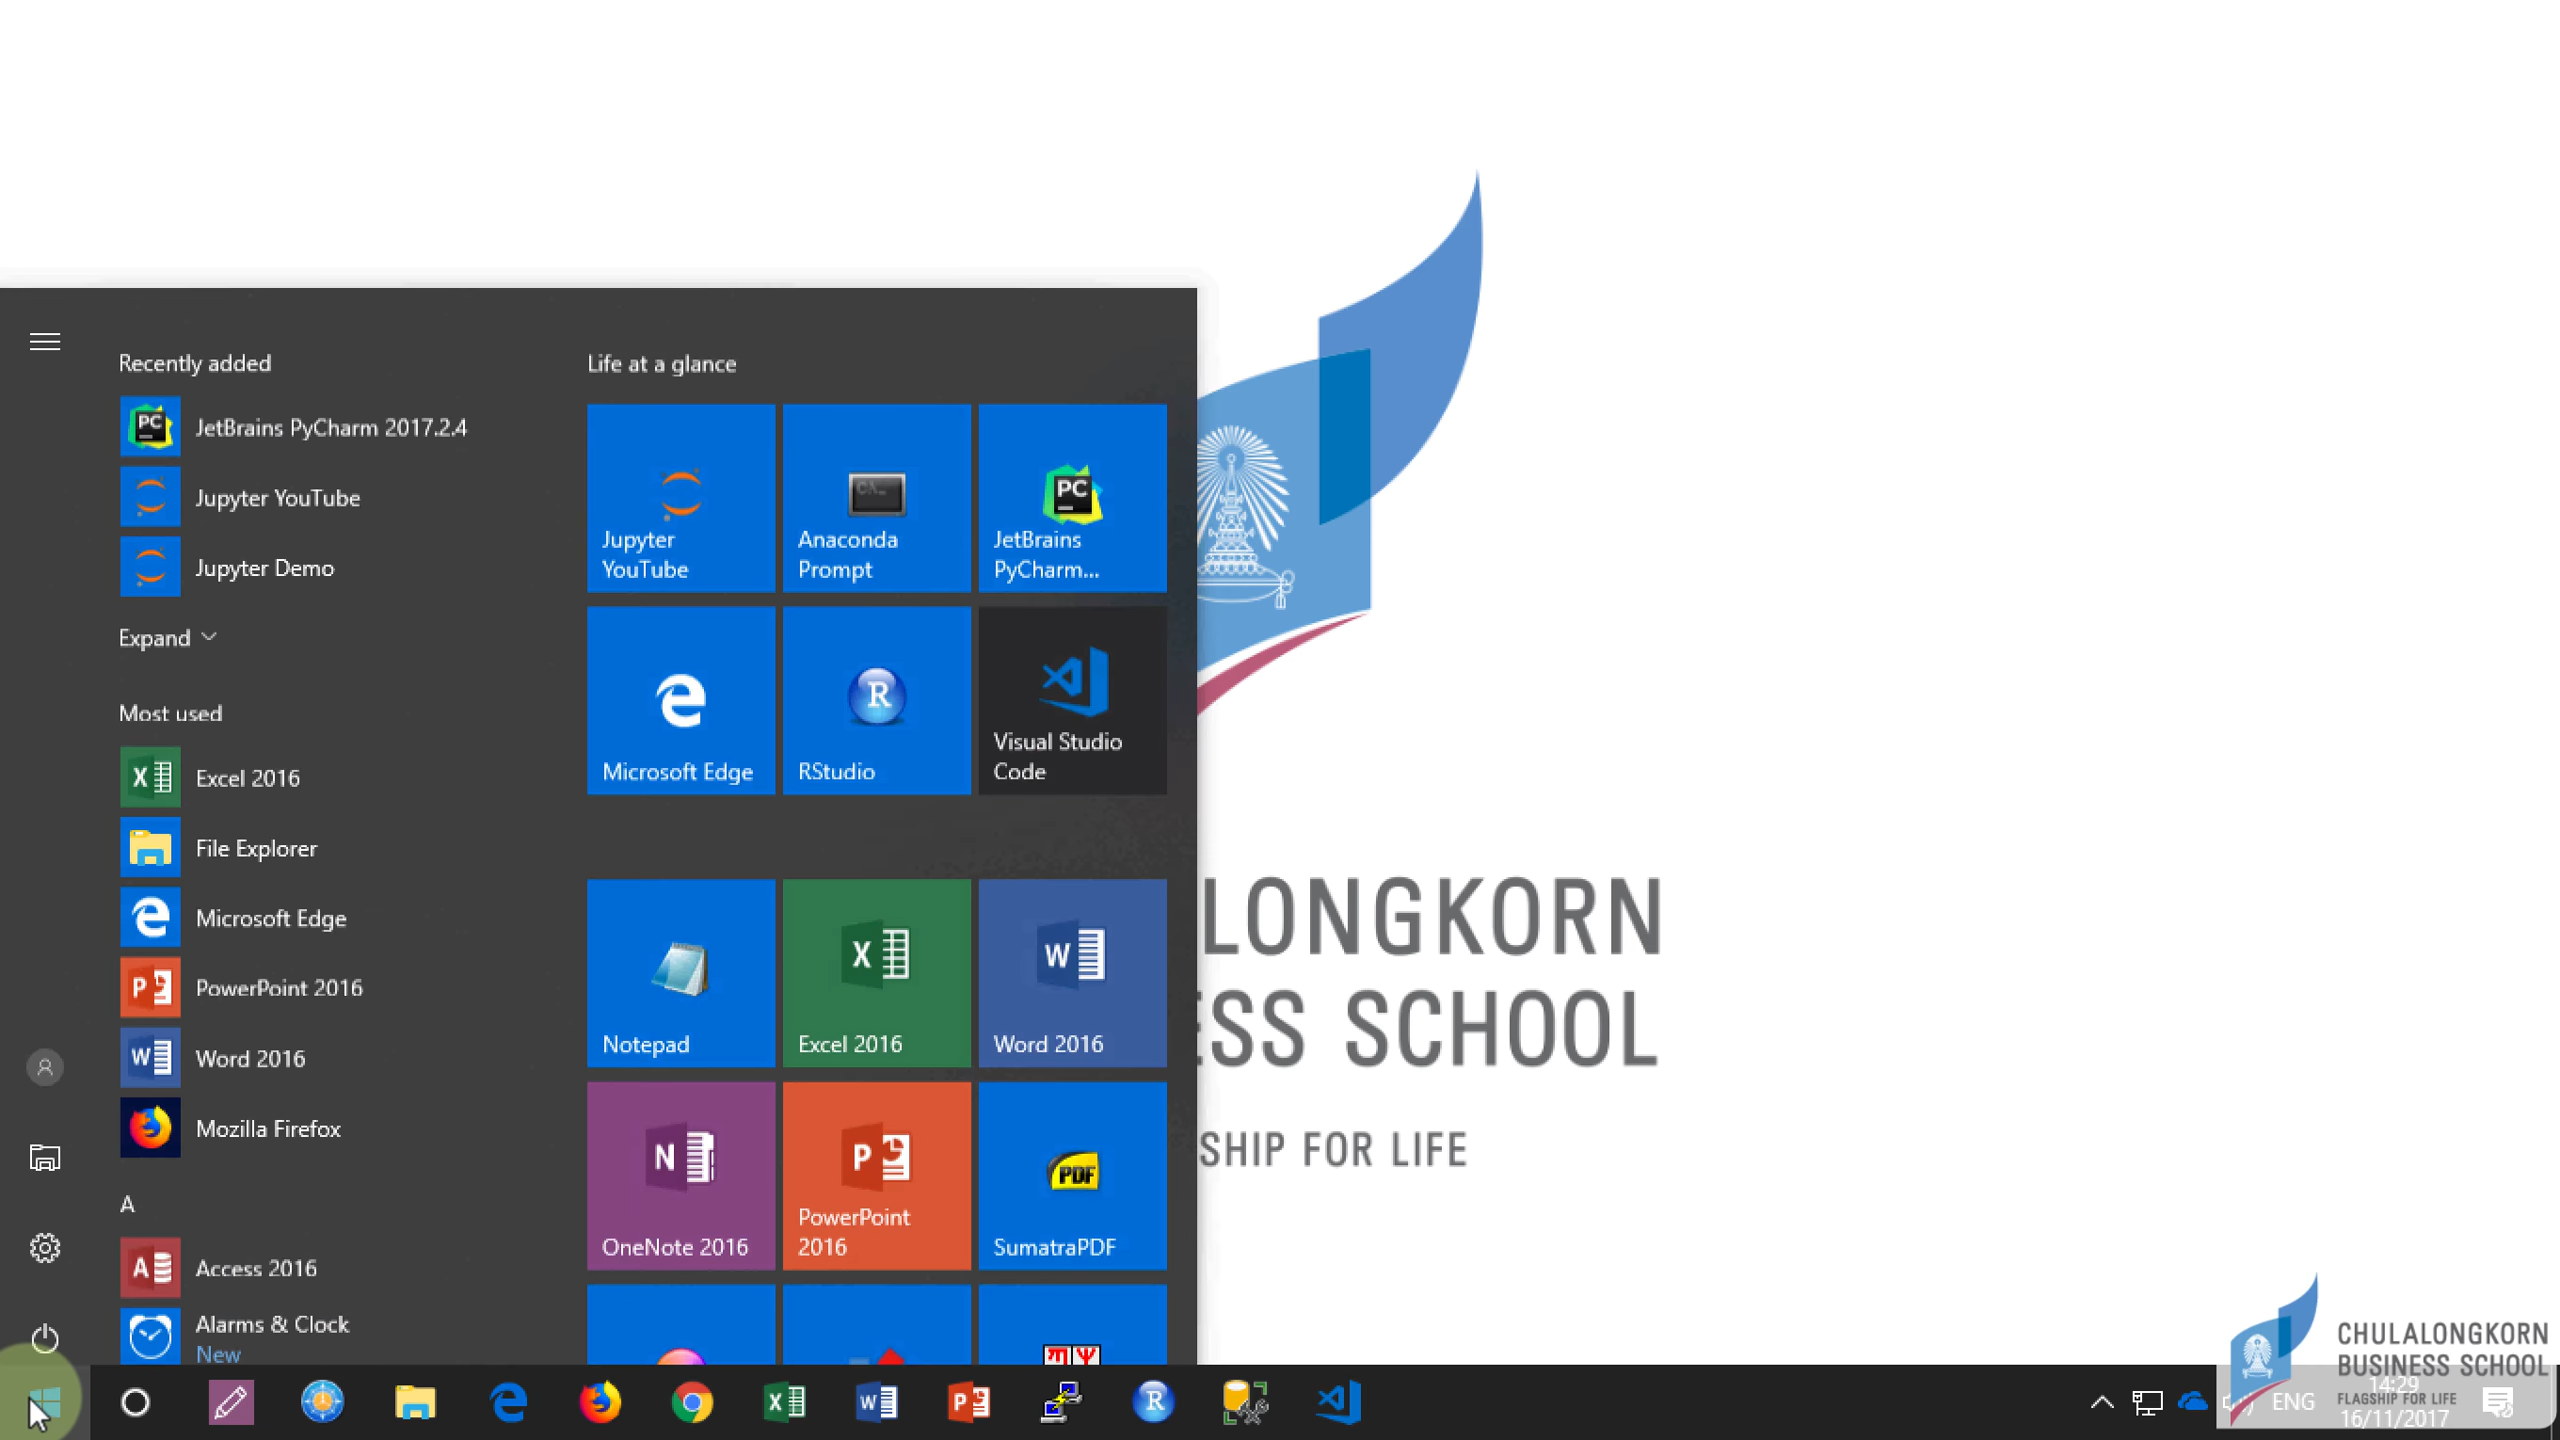 Recently added
JetBrains PyCharm 2017.2.4
Jupyter YouTube
Jupyter Demo
Expand
Most used
Excel 2016
File Explorer
Microsoft Edge
PowerPoint 2016
Word 2016
Mozilla Firefox
A
Access 2016
Alarms & Clock
New
Life at a glance
Jupyter
YouTube
Anaconda
Prompt
JetBrains
PyCharm...
Microsoft Edge
RStudio
Visual Studio
Code
Notepad
Excel 2016
Word 2016
OneNote 2016
PowerPoint
2016
SumatraPDF
LONGKORN
ESS SCHOOL
SHIP FOR LIFE
CHULALONGKORN
BUSINESS SCHOOL
FLAGSHIP FOR LIFE
ENG
14:29
16/11/2017